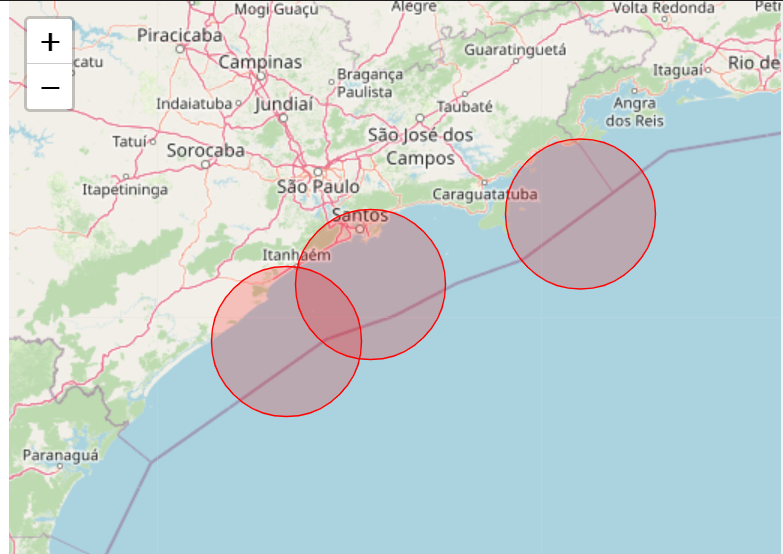 +
−
Mogi Guaçu
Alegre
Volta Redonda
Petr
Piracicaba
catu
Campinas
Guaratinguetá
Bragança
Paulista
Itaguaí
Rio de
Indaiatuba
Jundiaí
Taubaté
Angra
dos Reis
Tatuí
Sorocaba
São José dos
Campos
Itapetininga
São Paulo
Caraguatatuba
Santos
Itanhaém
Paranaguá